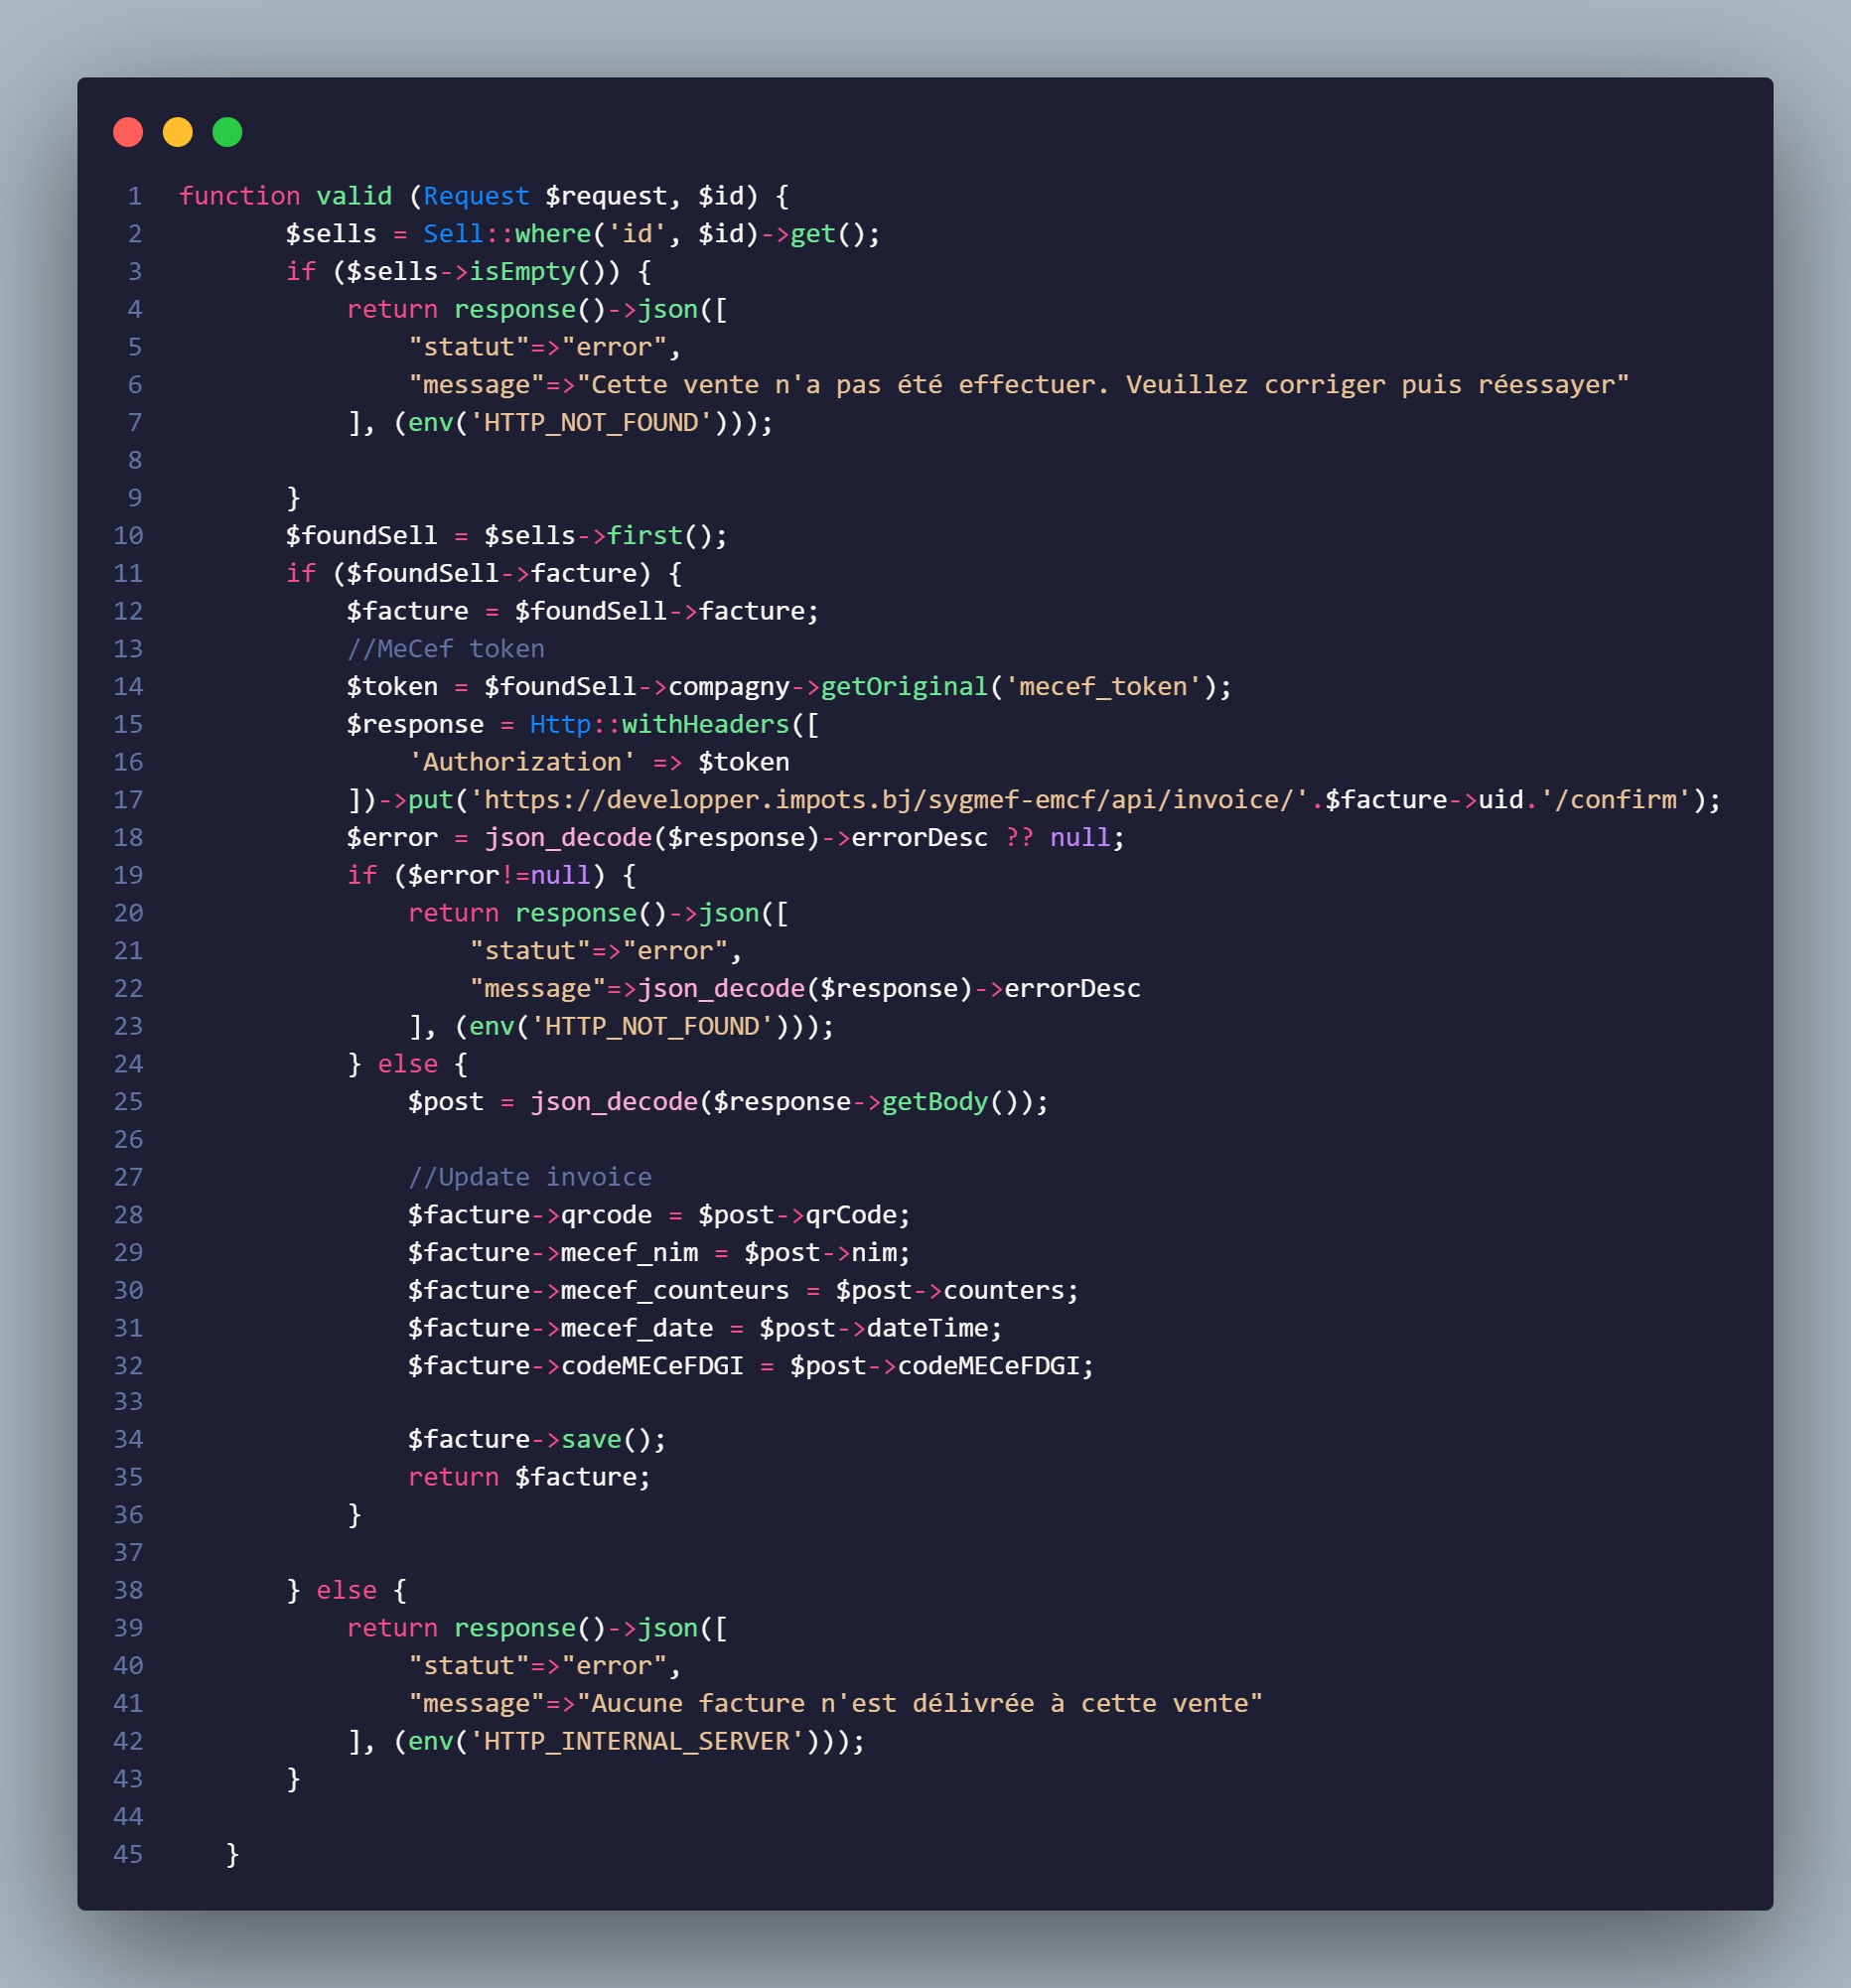 1 function valid (Request $request, $id) {
2 $sells = Sell::where('id', $id)->get();
3 if ($sells->isEmpty()) {
4 return response()->json([
5 "statut"=>"error",
6 "message"=>"Cette vente n'a pas été effectuer. Veuillez corriger puis réessayer"
7 ], (env('HTTP_NOT_FOUND')));
8
9 }
10 $foundSell = $sells->first();
11 if ($foundSell->facture) {
12 $facture = $foundSell->facture;
13 //MeCef token
14 $token = $foundSell->compagny->getOriginal('mecef_token');
15 $response = Http::withHeaders([
16 'Authorization' => $token
17 ])->put('https://developper.impots.bj/sygmef-emcf/api/invoice/'.$facture->uid.'/confirm');
18 $error = json_decode($response)->errorDesc ?? null;
19 if ($error!=null) {
20 return response()->json([
21 "statut"=>"error",
22 "message"=>json_decode($response)->errorDesc
23 ], (env('HTTP_NOT_FOUND')));
24 } else {
25 $post = json_decode($response->getBody());
26
27 //Update invoice
28 $facture->qrcode = $post->qrCode;
29 $facture->mecef_nim = $post->nim;
30 $facture->mecef_counteurs = $post->counters;
31 $facture->mecef_date = $post->dateTime;
32 $facture->codeMECeFDGI = $post->codeMECeFDGI;
33
34 $facture->save();
35 return $facture;
36 }
37
38 } else {
39 return response()->json([
40 "statut"=>"error",
41 "message"=>"Aucune facture n'est délivrée à cette vente"
42 ], (env('HTTP_INTERNAL_SERVER')));
43 }
44
45 }